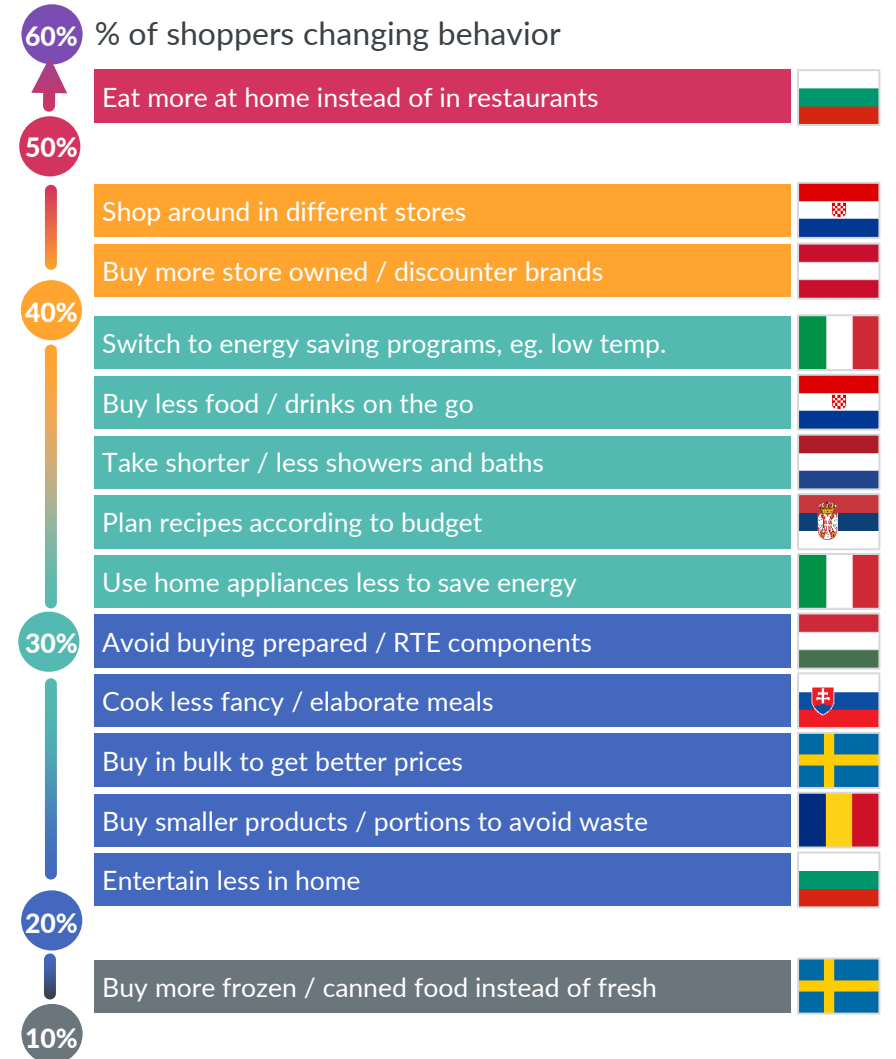 60% % of shoppers changing behavior
Eat more at home instead of in restaurants
50%
Shop around in different stores
Buy more store owned / discounter brands
40%
Switch to energy saving programs, eg. low temp.
Buy less food / drinks on the go
Take shorter / less showers and baths
Plan recipes according to budget
Use home appliances less to save energy
30% Avoid buying prepared / RTE components
Cook less fancy / elaborate meals
Buy in bulk to get better prices
Buy smaller products / portions to avoid waste
Entertain less in home
20%
Buy more frozen / canned food instead of fresh
10%